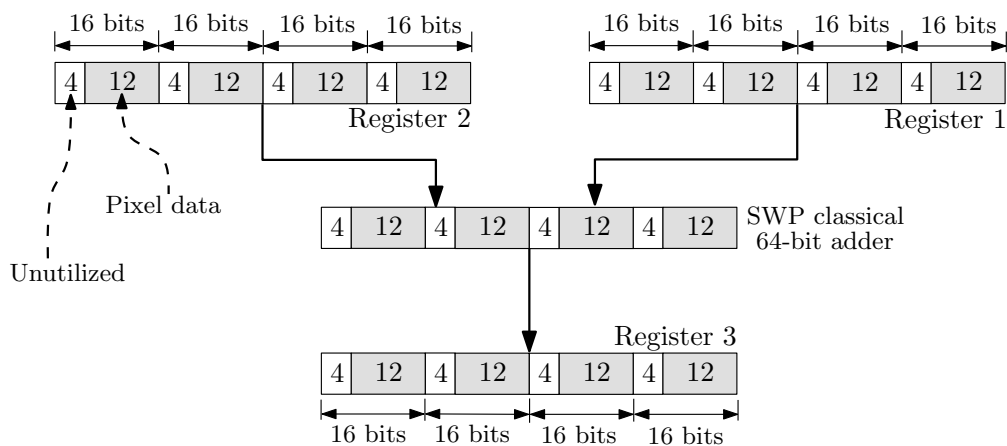 16 bits 16 bits 16 bits 16 bits 16 bits 16 bits 16 bits 16 bits
4 12 4 12 4 12 4 12 4 12 4 12 4 12 4 12
Register 2 Register 1
Pixel data
Unutilized
4 12 4 12 4 12 4 12
SWP classical
64-bit adder
Register 3
4 12 4 12 4 12 4 12
16 bits 16 bits 16 bits 16 bits